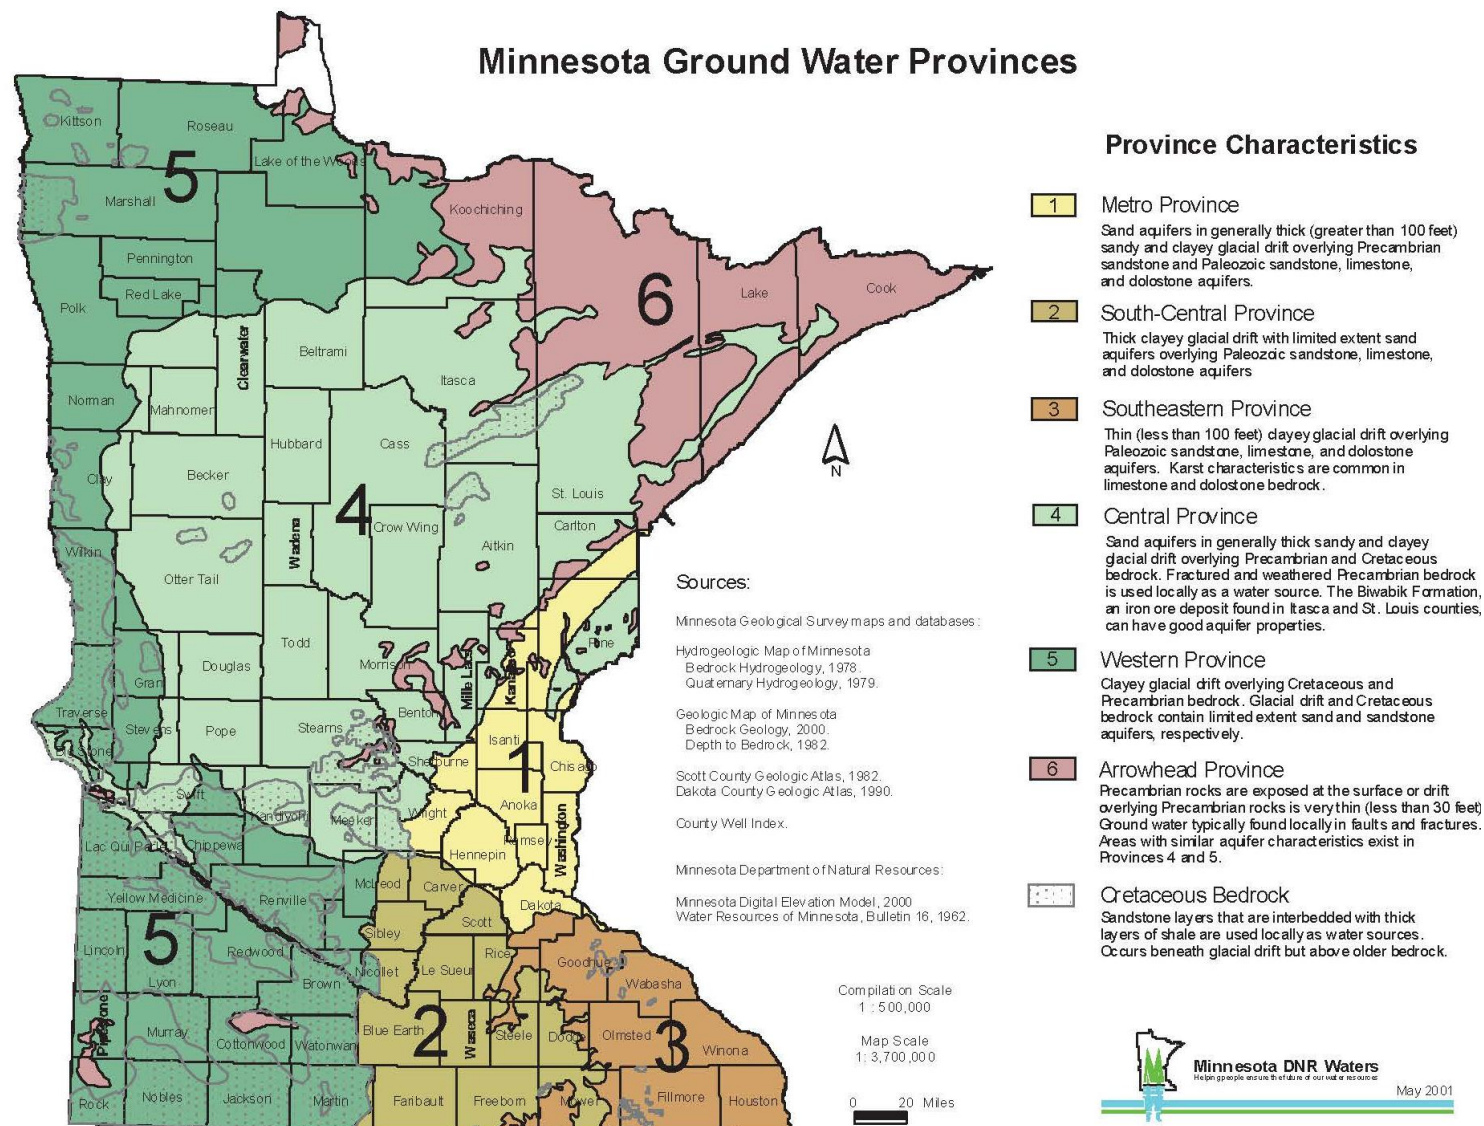 Minnesota Ground Water Provinces
Kittson
Roseau
Lake of the Woods
5
Marshall
Koochiching
Pennington
Red Lake
Polk
6
Lake
Cook
Clearwater
Beltrami
Itasca
Norman
Mahnomen
Hubbard
Cass
Clay
Becker
St. Louis
4
Wadena
Crow Wing
Carlton
Wilkin
Otter Tail
Aitkin
Todd
Pine
Douglas
Morrison
Mille Lacs
Kanabec
Grant
Traverse
Stevens
Pope
Stearns
Benton
Isanti
1
Big Stone
Sherburne
Chisago
Swift
Kandiyohi
Meeker
Wright
Anoka
Ramsey
Washington
Lac Qui Parle
Chippewa
Hennepin
McLeod
Carver
Yellow Medicine
Renville
Dakota
Scott
Sibley
Lincoln
5
Lyon
Redwood
Brown
Nicollet
Le Sueur
Rice
Goodhue
Wabasha
Pipestone
Murray
Cottonwood
Watonwan
Blue Earth
2
Waseca
Steele
Dodge
Olmsted
3
Winona
Rock
Nobles
Jackson
Martin
Faribault
Freeborn
Mower
Fillmore
Houston
N
Sources:
Minnesota Geological Survey maps and databases:
Hydrogeologic Map of Minnesota
Bedrock Hydrogeology, 1978.
Quaternary Hydrogeology, 1979.
Geologic Map of Minnesota
Bedrock Geology, 2000.
Depth to Bedrock, 1982.
Scott County Geologic Atlas, 1982.
Dakota County Geologic Atlas, 1990.
County Well Index.
Minnesota Department of Natural Resources:
Minnesota Digital Elevation Model, 2000
Water Resources of Minnesota, Bulletin 16, 1962.
Compilation Scale
1 : 500,000
Map Scale
1: 3,700,000
0 20 Miles
Province Characteristics
1 Metro Province
Sand aquifers in generally thick (greater than 100 feet)
sandy and clayey glacial drift overlying Precambrian
sandstone and Paleozoic sandstone, limestone,
and dolostone aquifers.
2 South-Central Province
Thick clayey glacial drift with limited extent sand
aquifers overlying Paleozoic sandstone, limestone,
and dolostone aquifers
3 Southeastern Province
Thin (less than 100 feet) clayey glacial drift overlying
Paleozoic sandstone, limestone, and dolostone
aquifers. Karst characteristics are common in
limestone and dolostone bedrock.
4 Central Province
Sand aquifers in generally thick sandy and clayey
glacial drift overlying Precambrian and Cretaceous
bedrock. Fractured and weathered Precambrian bedrock
is used locally as a water source. The Biwabik Formation,
an iron ore deposit found in Itasca and St. Louis counties,
can have good aquifer properties.
5 Western Province
Clayey glacial drift overlying Cretaceous and
Precambrian bedrock. Glacial drift and Cretaceous
bedrock contain limited extent sand and sandstone
aquifers, respectively.
6 Arrowhead Province
Precambrian rocks are exposed at the surface or drift
overlying Precambrian rocks is very thin (less than 30 feet)
Ground water typically found locally in faults and fractures.
Areas with similar aquifer characteristics exist in
Provinces 4 and 5.
Cretaceous Bedrock
Sandstone layers that are interbedded with thick
layers of shale are used locally as water sources.
Occurs beneath glacial drift but above older bedrock.
Minnesota DNR Waters
Helping people ensure the future of our water resources
May 2001